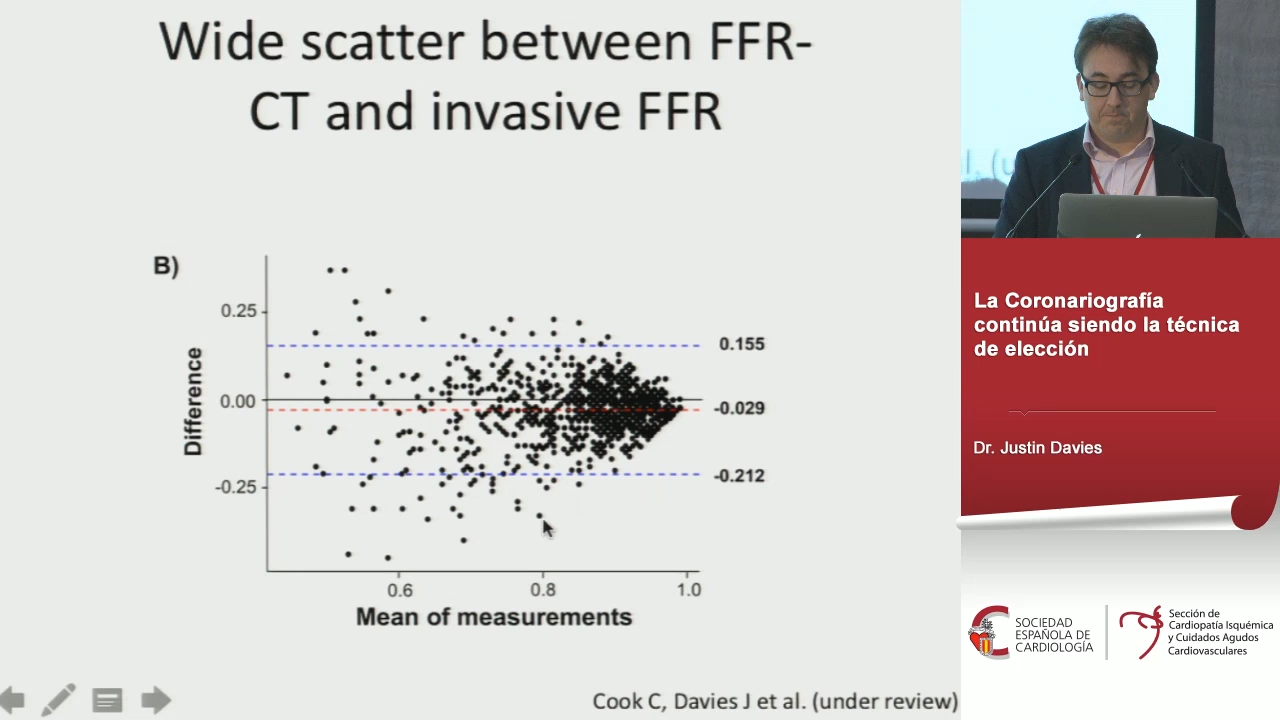 Wide scatter between FFR-
CT and invasive FFR
B)
0.25
0.00
-0.25
Difference
0.155
-0.029
-0.212
0.6
0.8
1.0
Mean of measurements
Cook C, Davies J et al. (under review)
La Coronariografía
continúa siendo la técnica
de elección
Dr. Justin Davies
SOCIEDAD
ESPAÑOLA DE
CARDIOLOGÍA
Sección de
Cardiopatía Isquémica
y Cuidados Agudos
Cardiovasculares